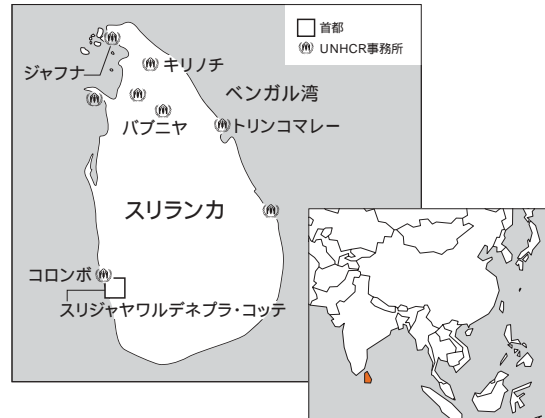 首都
UNHCR事務所
ジャフナ
キリノチ
ベンガル湾
バブニヤ
トリンコマレー
スリランカ
コロンボ
スリジャヤワルデネプラ・コッテ